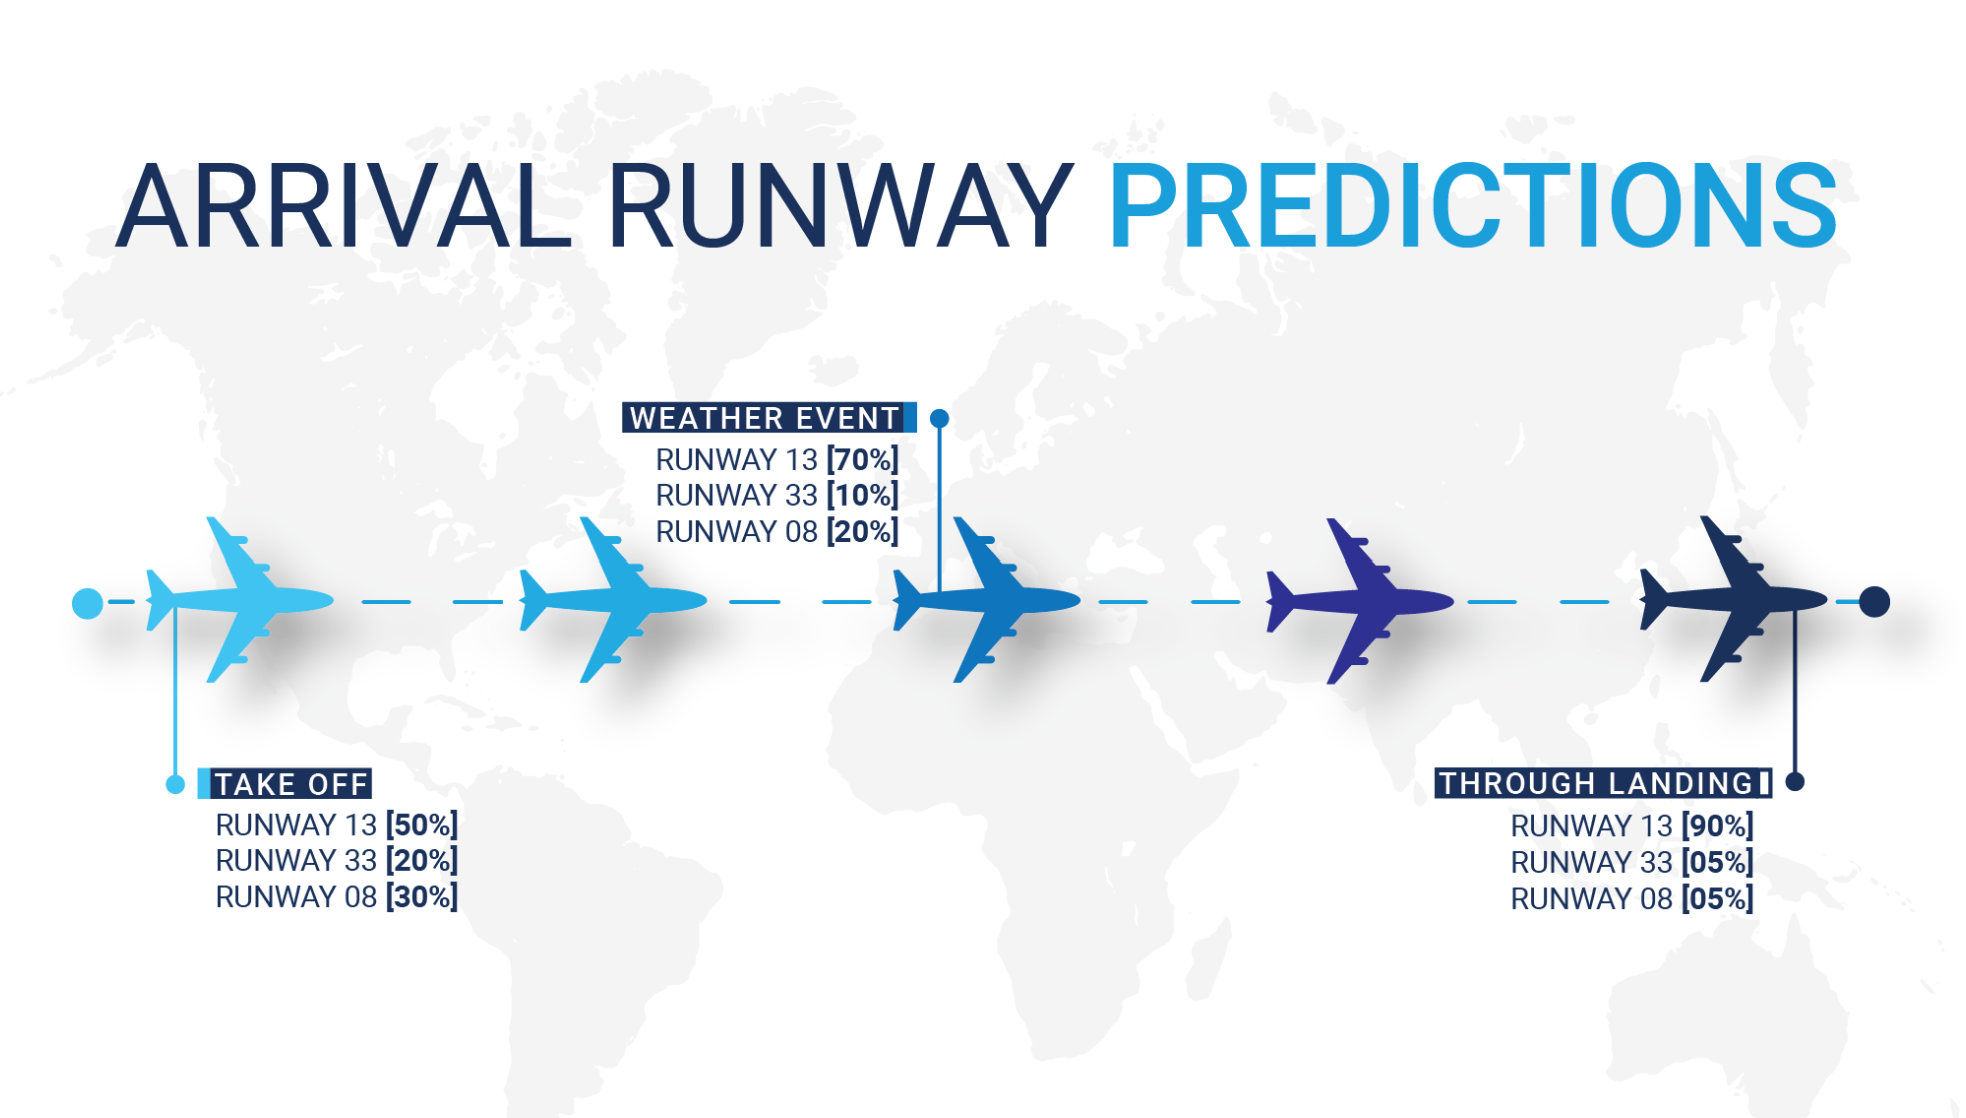 ARRIVAL RUNWAY PREDICTIONS
WEATHER EVENT
RUNWAY 13 [70%]
RUNWAY 33 [10%]
RUNWAY 08 [20%]
TAKE OFF
RUNWAY 13 [50%]
RUNWAY 33 [20%]
RUNWAY 08 [30%]
THROUGH LANDING
RUNWAY 13 [90%]
RUNWAY 33 [05%]
RUNWAY 08 [05%]